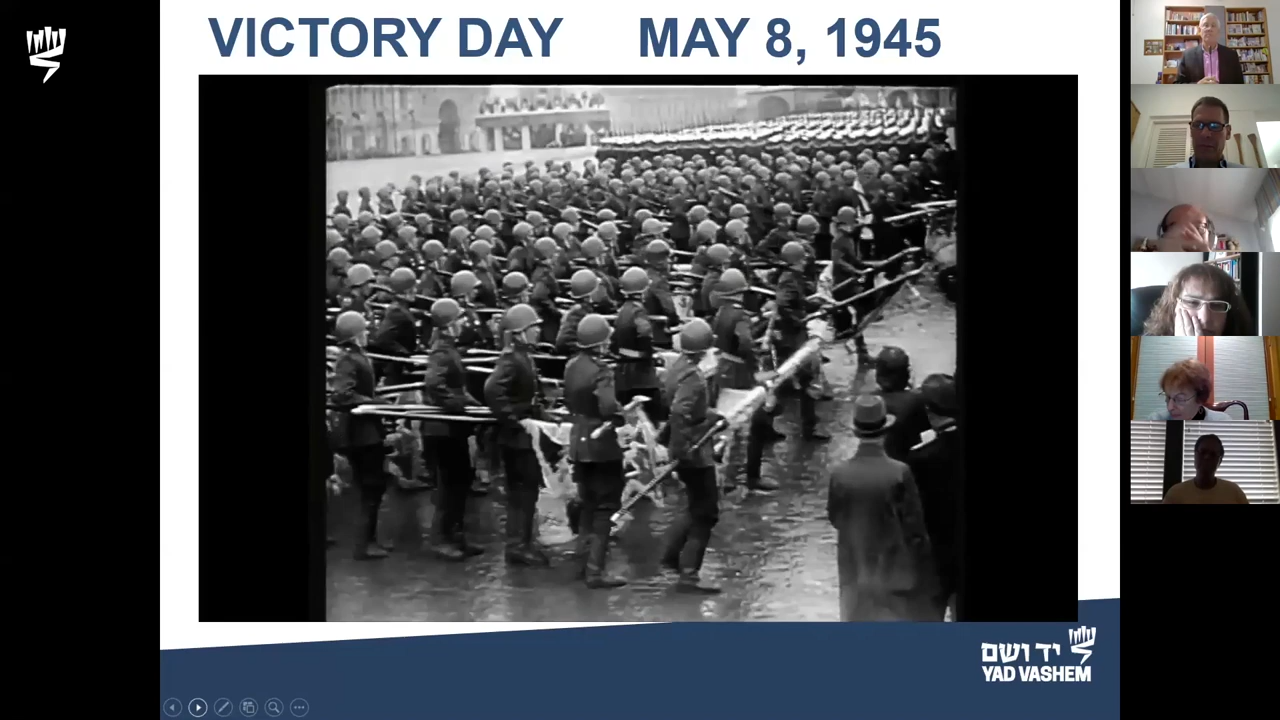 VICTORY DAY MAY 8, 1945
יד ושם
YAD VASHEM